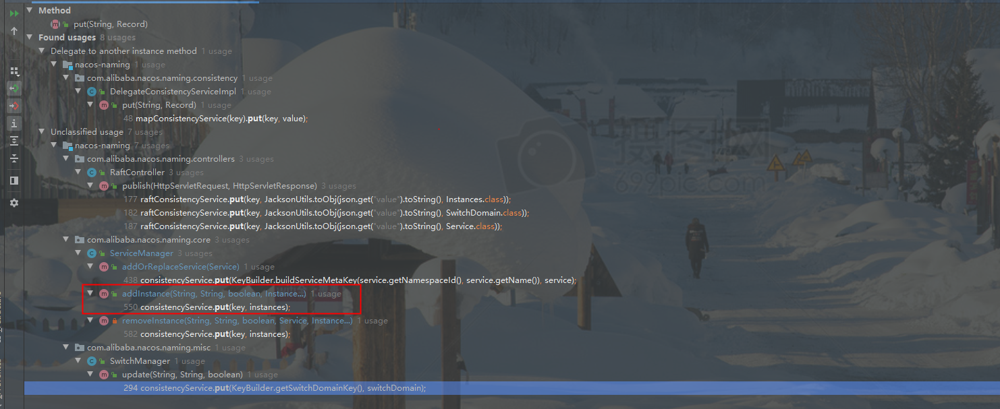 Method
put(String, Record)
Found usages 8 usages
Delegate to another instance method 1 usage
nacos-naming 1 usage
com.alibaba.nacos.naming.consistency 1 usage
DelegateConsistencyServiceImpl 1 usage
put(String, Record) 1 usage
48 mapConsistencyService(key).put(key, value);
Unclassified usage 7 usages
nacos-naming 7 usages
com.alibaba.nacos.naming.controllers 3 usages
RaftController 3 usages
publish(HttpServletRequest, HttpServletResponse) 3 usages
177 raftConsistencyService.put(key, JacksonUtils.toObj(json.get("value").toString(), Instances.class));
182 raftConsistencyService.put(key, JacksonUtils.toObj(json.get("value").toString(), SwitchDomain.class));
187 raftConsistencyService.put(key, JacksonUtils.toObj(json.get("value").toString(), Service.class));
com.alibaba.nacos.naming.core 3 usages
ServiceManager 3 usages
addOrReplaceService(Service) 1 usage
438 consistencyService.put(KeyBuilder.buildServiceMetaKey(service.getNamespaceId(), service.getName()), service);
addInstance(String, String, boolean, Instance...) 1 usage
550 consistencyService.put(key, instances);
removeInstance(String, String, boolean, Service, Instance...) 1 usage
582 consistencyService.put(key, instances);
com.alibaba.nacos.naming.misc 1 usage
SwitchManager 1 usage
update(String, String, boolean) 1 usage
294 consistencyService.put(KeyBuilder.getSwitchDomainKey(), switchDomain);